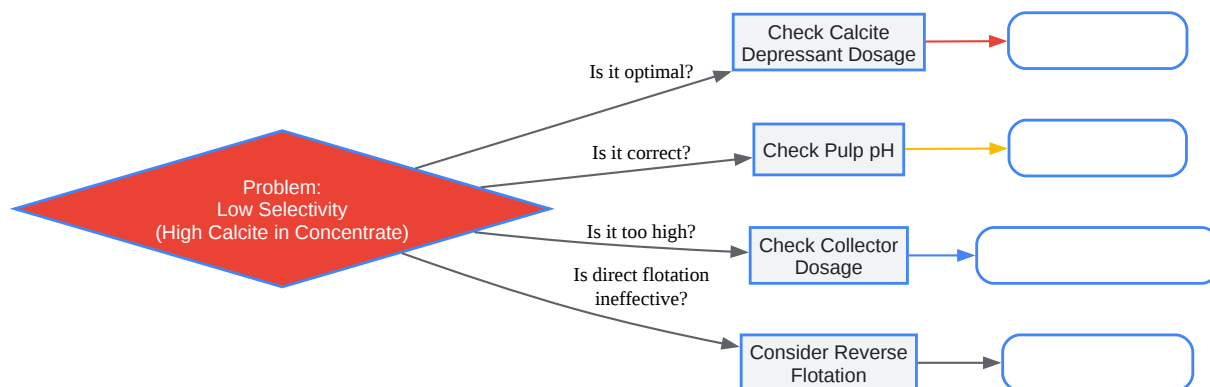 Problem:
Low Selectivity
(High Calcite in Concentrate)
Is it optimal?
Check Calcite
Depressant Dosage
Is it correct?
Check Pulp pH
Is it too high?
Check Collector
Dosage
Is direct flotation
ineffective?
Consider Reverse
Flotation